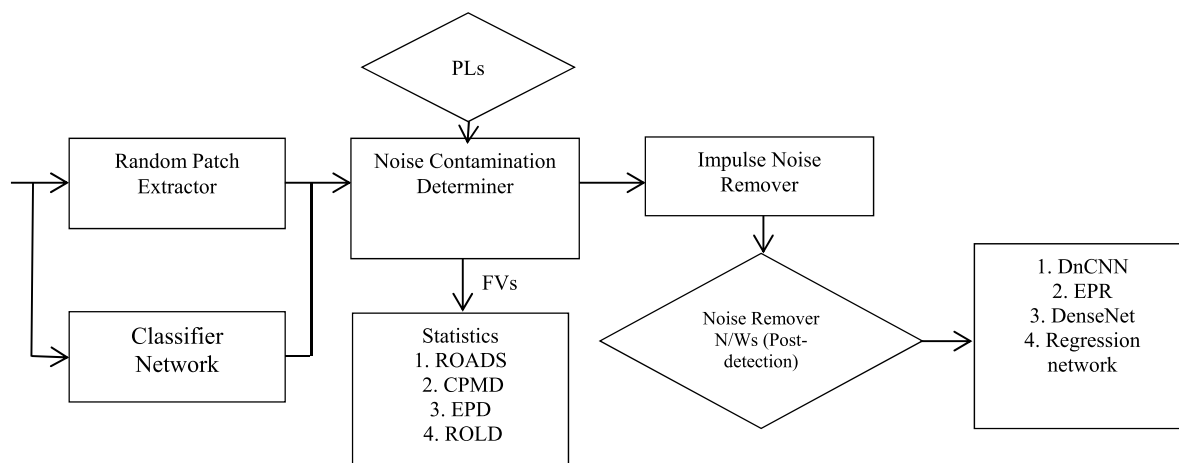 PLs
Random Patch
Extractor
Noise Contamination
Determiner
Impulse Noise
Remover
FVs
Classifier
Network
Statistics
1. ROADS
2. CPMD
3. EPD
4. ROLD
Noise Remover
N/Ws (Post-
detection)
1. DnCNN
2. EPR
3. DenseNet
4. Regression
network